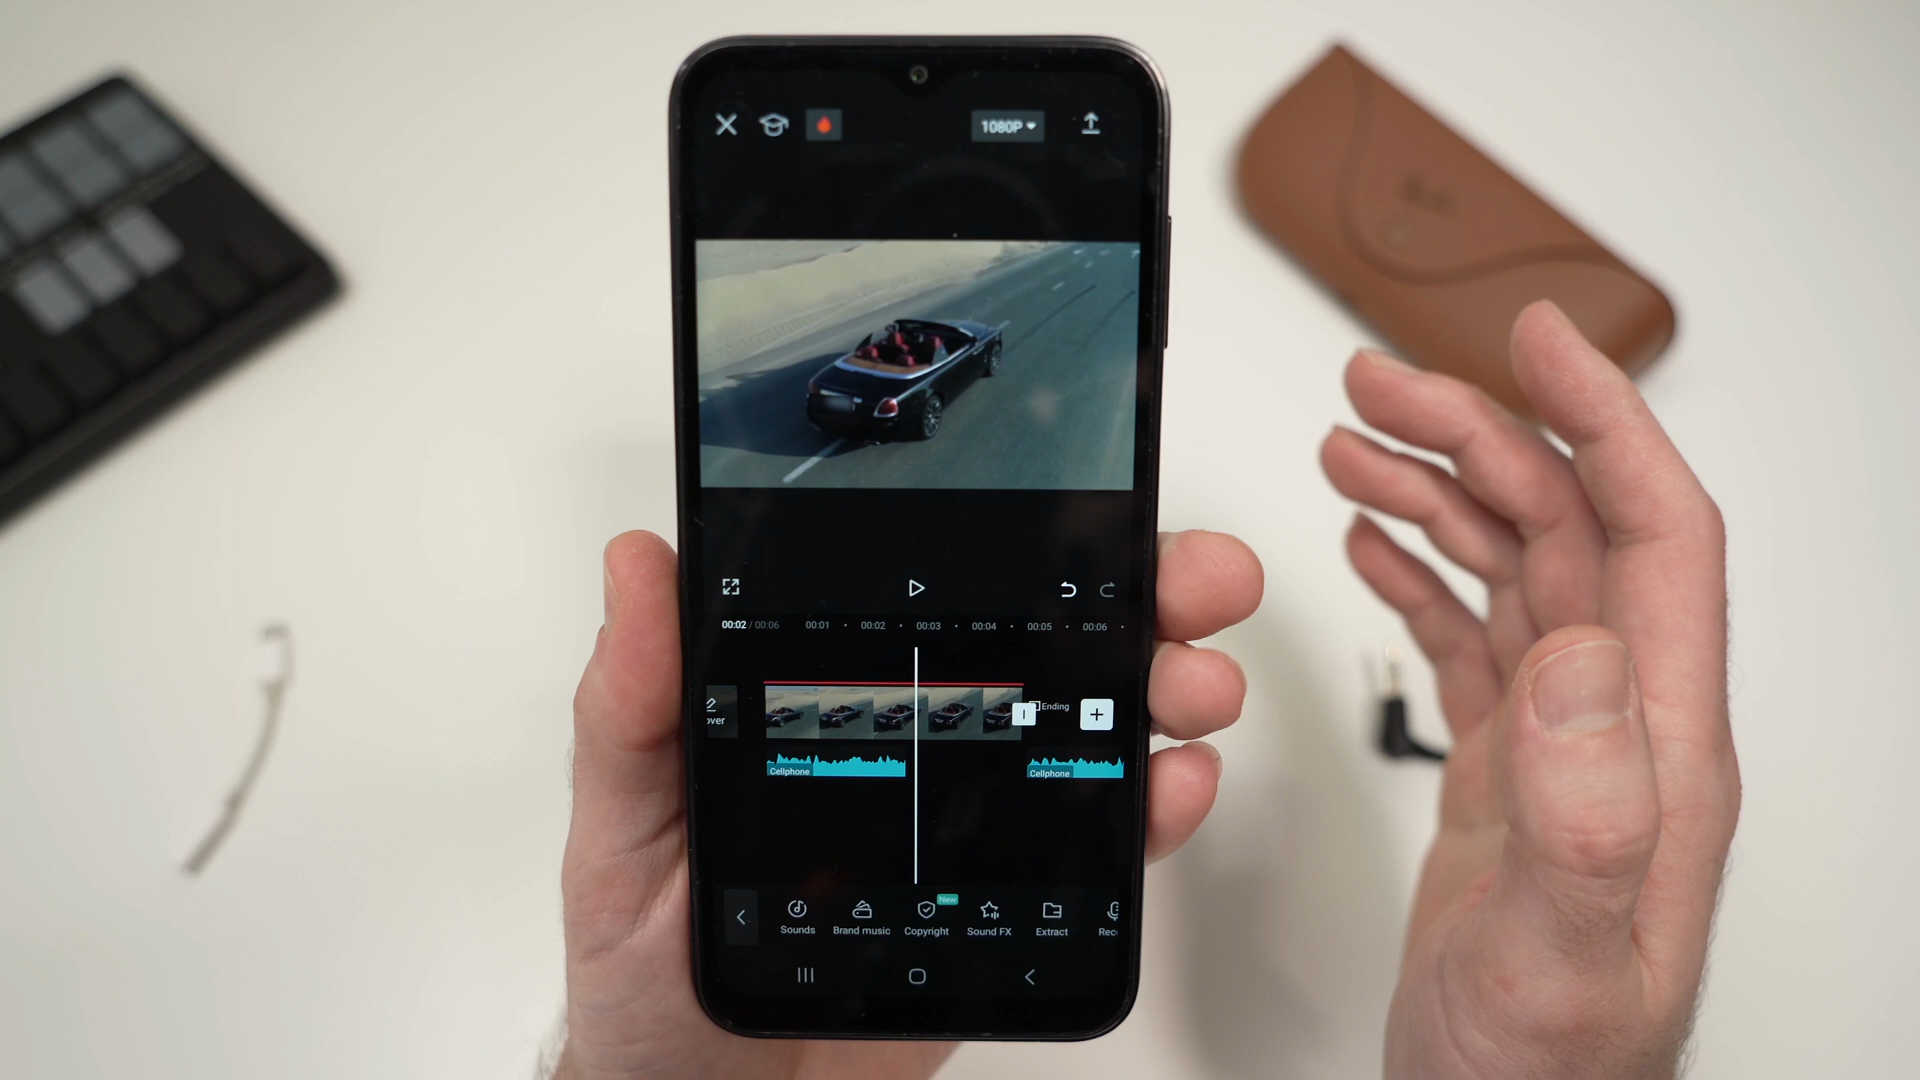 1080P
00:02 / 00:06 00:01 00:02 00:03 00:04 00:05 00:06
over
Ending
Cellphone
Cellphone
New
Sounds
Brand music
Copyright
Sound FX
Extract
Reco